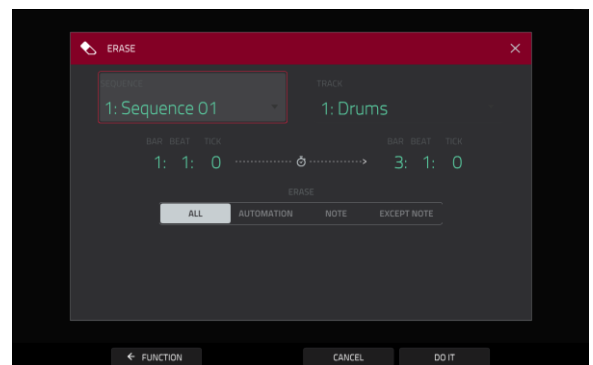 ERASE
SEQUENCE TRACK
1: Sequence 01 1: Drums
BAR BEAT TICK BAR BEAT TICK
1: 1: 0 3: 1: 0
ERASE
ALL AUTOMATION NOTE EXCEPT NOTE
FUNCTION CANCEL DO IT